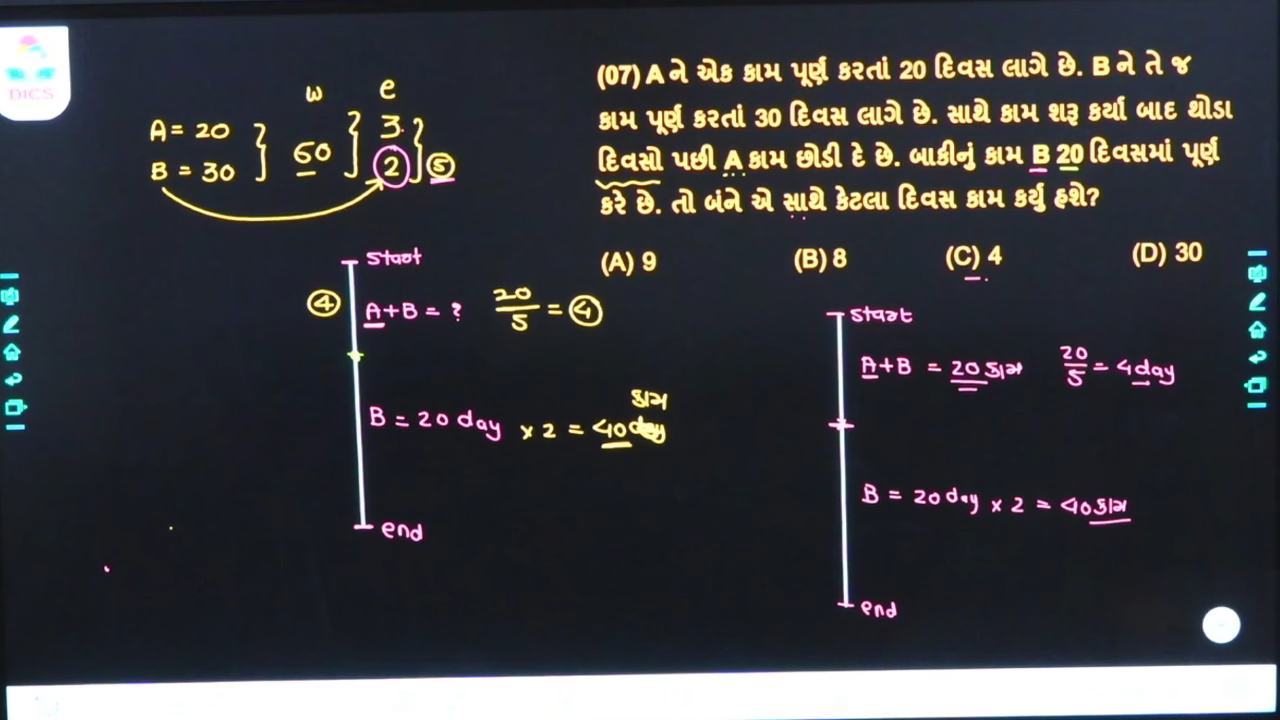 DICS
(07) A ને એક કામ પૂર્ણ કરતાં 20 દિવસ લાગે છે. B ને તે જ
કામ પૂર્ણ કરતાં 30 દિવસ લાગે છે. સાથે કામ શરૂ કર્યા બાદ થોડા
દિવસો પછી A કામ છોડી દે છે. બાકીનું કામ B 20 દિવસમાં પૂર્ણ
કરે છે. તો બંને એ સાથે કેટલા દિવસ કામ કર્યુ હશે?
(A) 9 (B) 8 (C) 4 (D) 30
w e
A = 20 } 60 } 3 } 5
B = 30 2
start
④ A+B = ? 20/5 = ④
B = 20 day × 2 = 40 કામ
end
start
A+B = 20 કામ 20/5 = 4 day
B = 20 day × 2 = 40 કામ
end